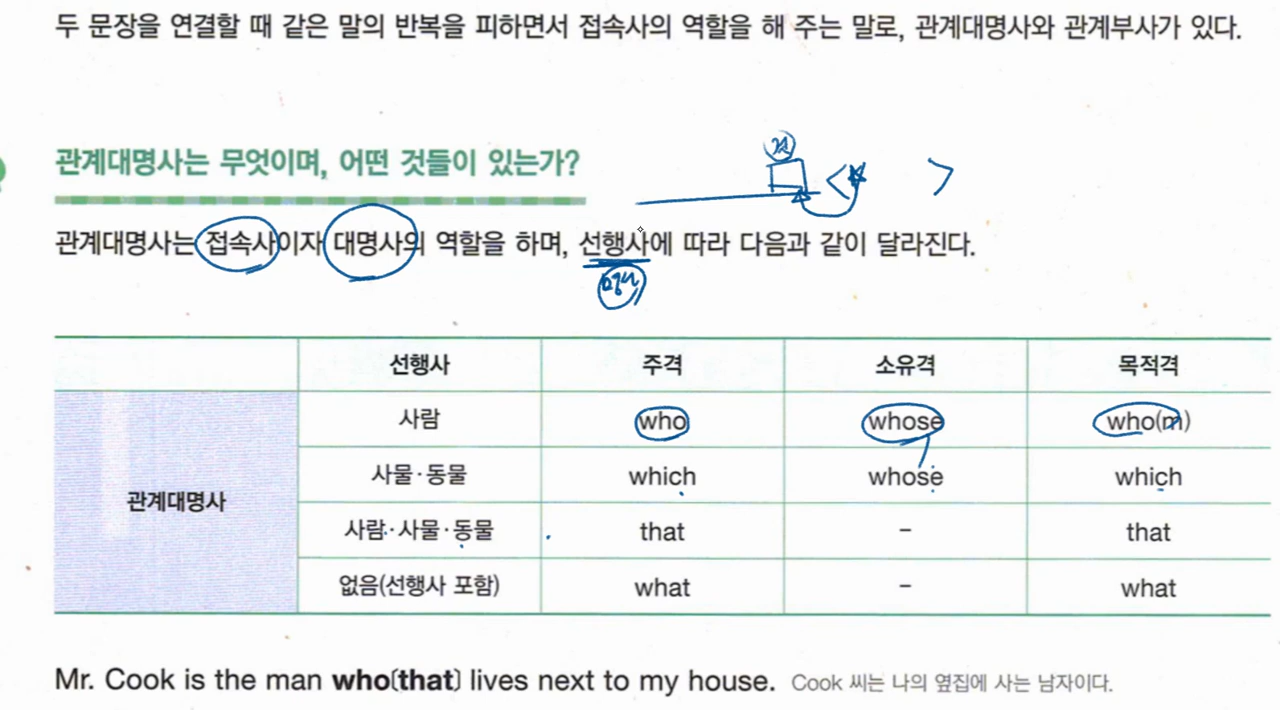 두 문장을 연결할 때 같은 말의 반복을 피하면서 접속사의 역할을 해 주는 말로, 관계대명사와 관계부사가 있다.
관계대명사는 무엇이며, 어떤 것들이 있는가?
관계대명사는 접속사이자 대명사의 역할을 하며, 선행사에 따라 다음과 같이 달라진다.
명사
선행사 주격 소유격 목적격
사람 who whose who(m)
사물·동물 which whose which
관계대명사
사람·사물·동물 that – that
없음(선행사 포함) what – what
Mr. Cook is the man who(that) lives next to my house. Cook 씨는 나의 옆집에 사는 남자이다.